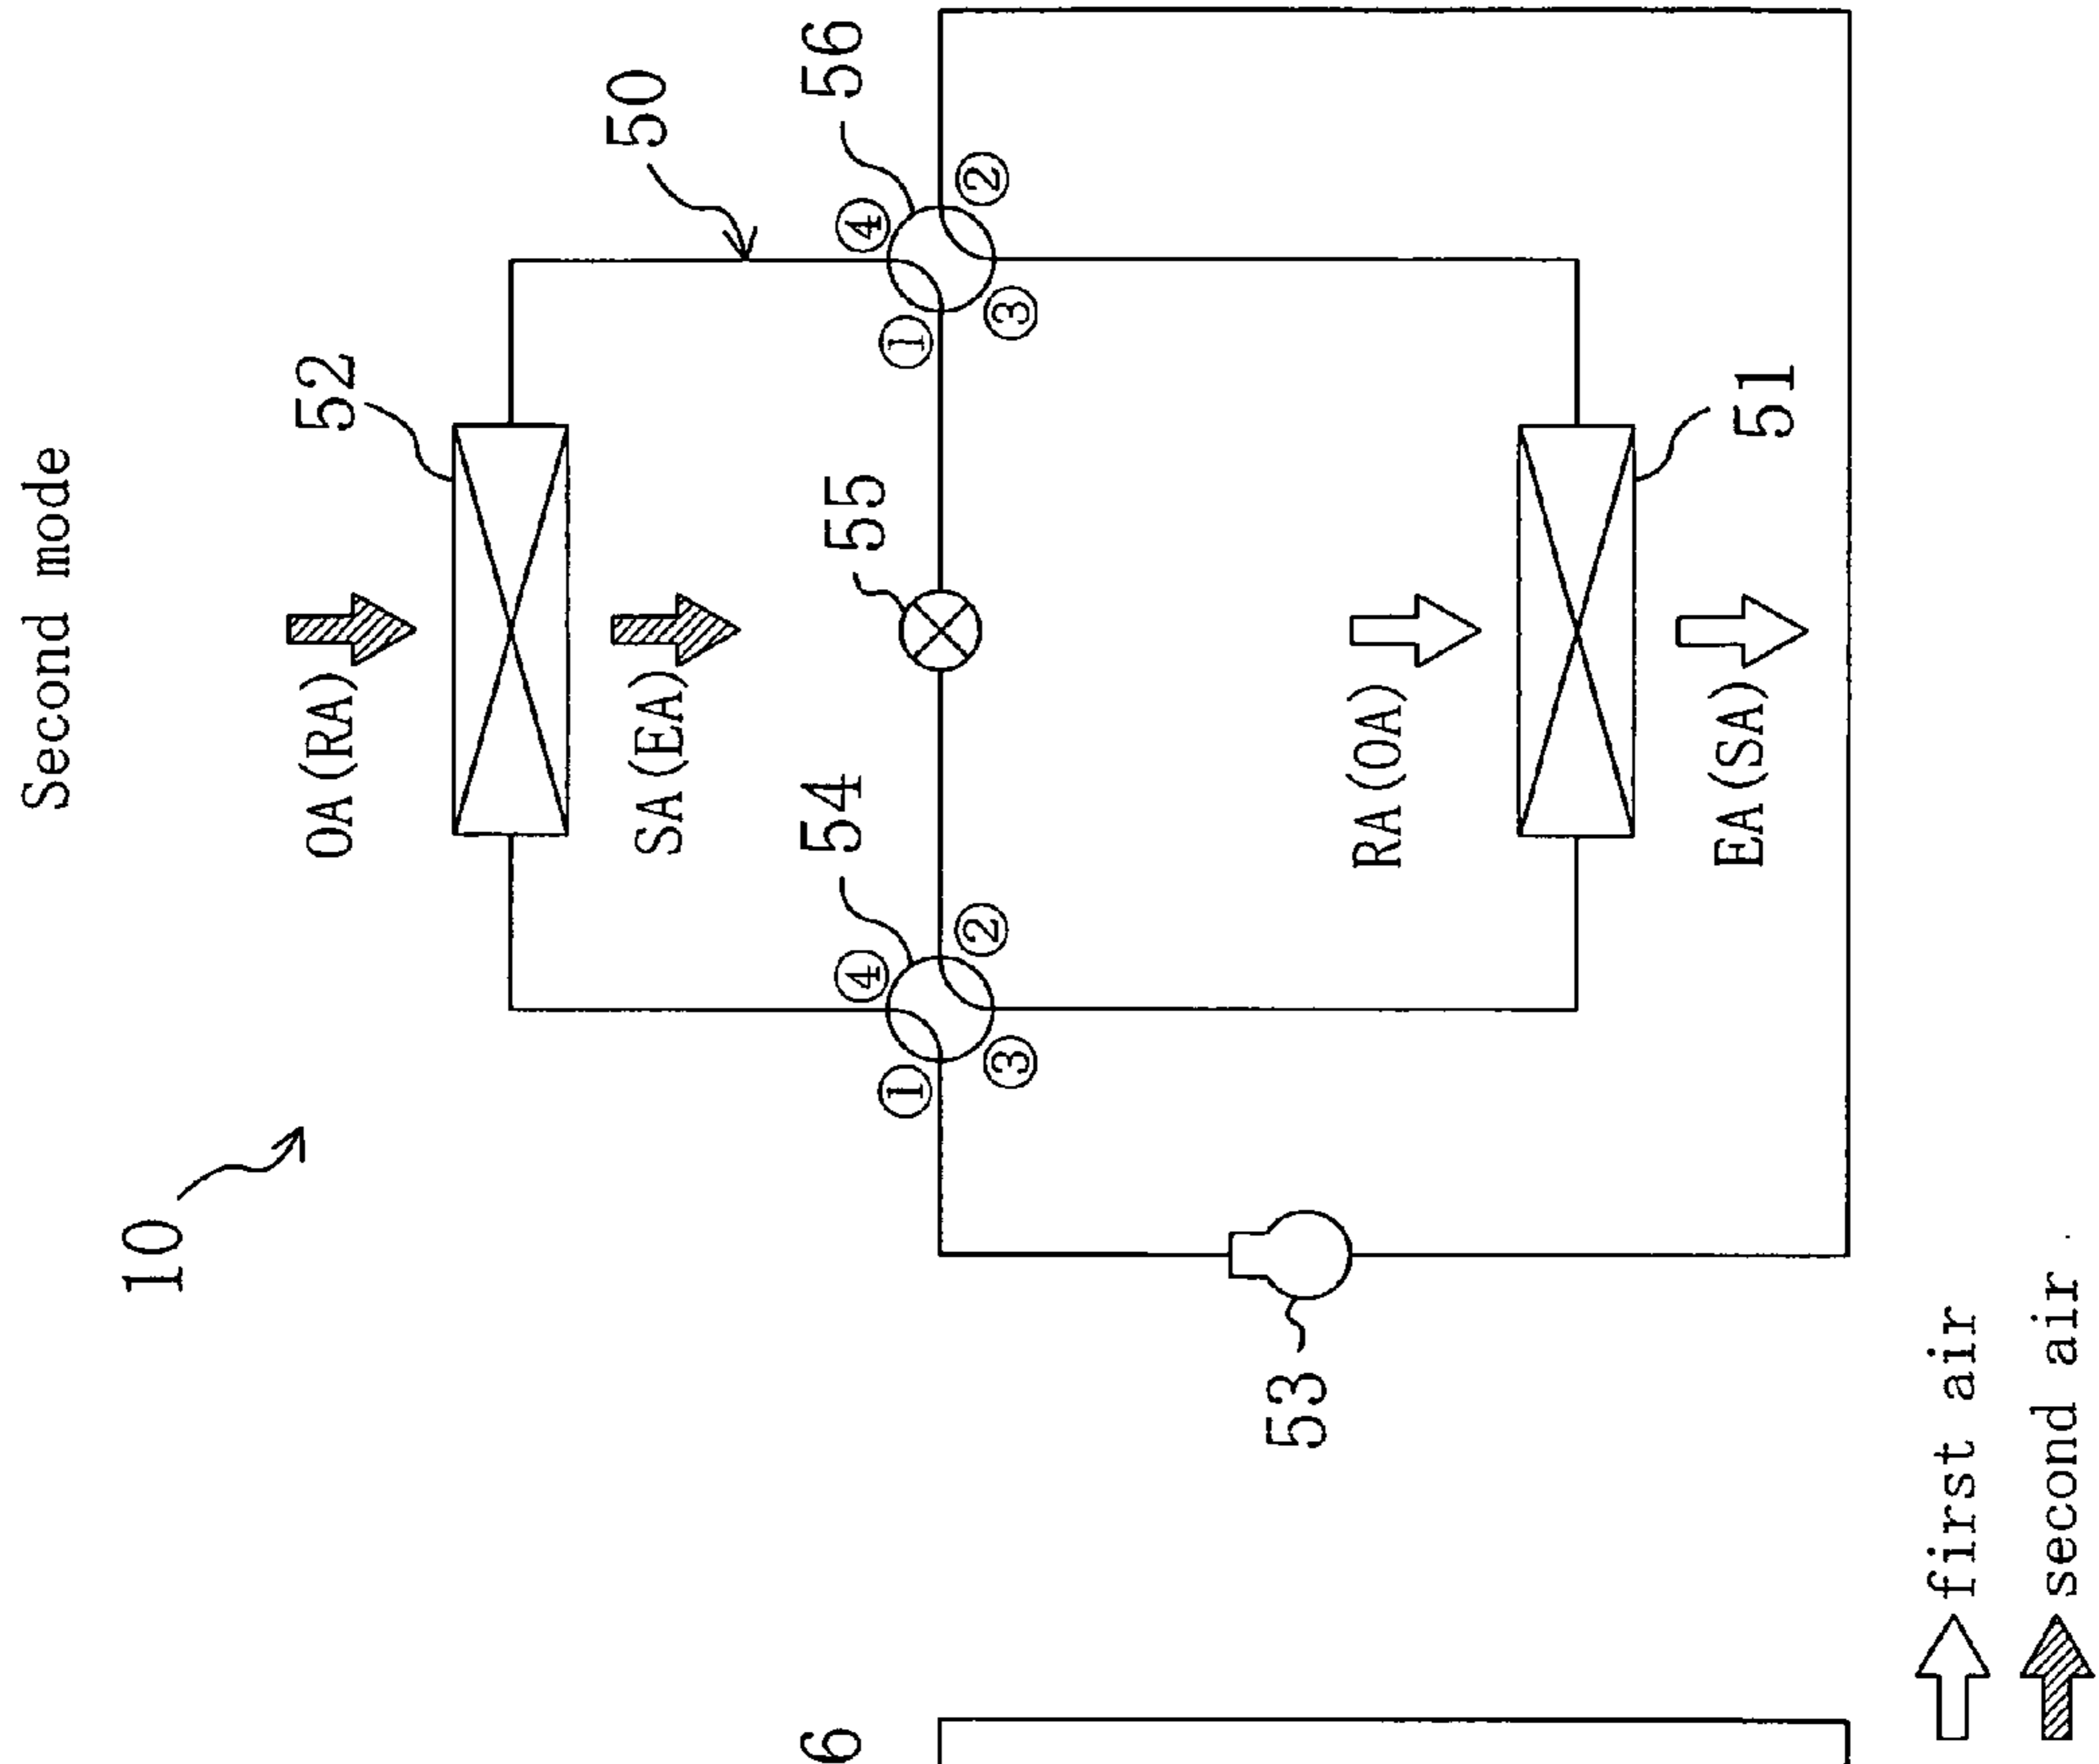 Second mode
10
50
56
④
②
①
③
52
OA(RA)
SA(EA)
55
54
④
②
①
③
RA(OA)
EA(SA)
51
53
first air
second air
6